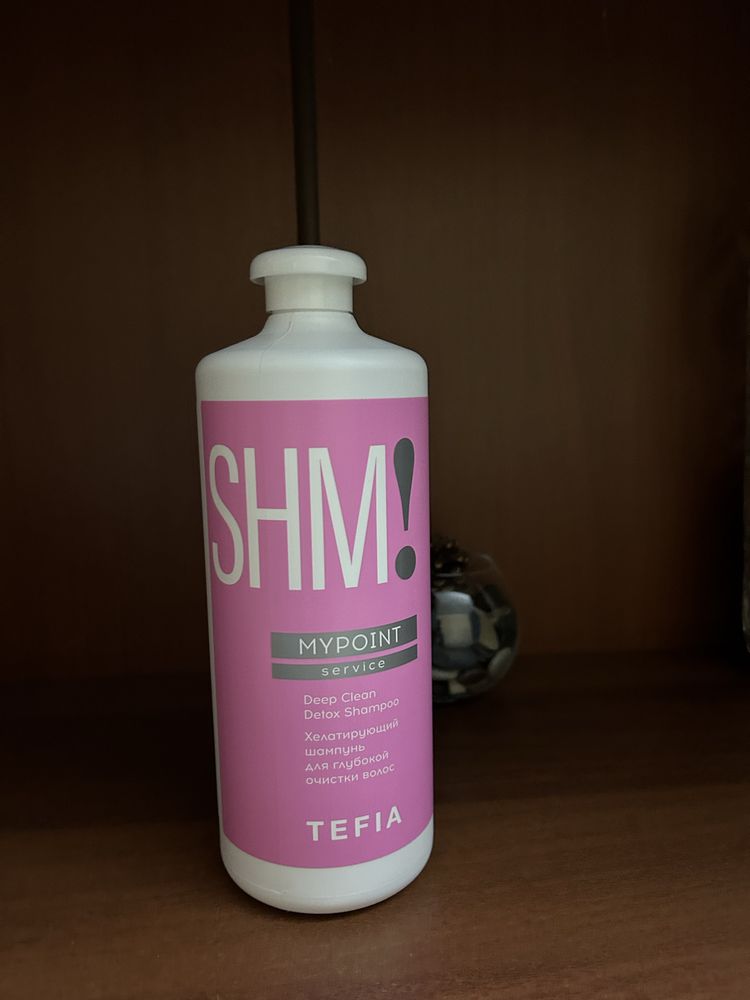 SHM!
MYPOINT
service
Deep Clean
Detox Shampoo
Хелатирующий
шампунь
для глубокой
очистки волос
TEFIA